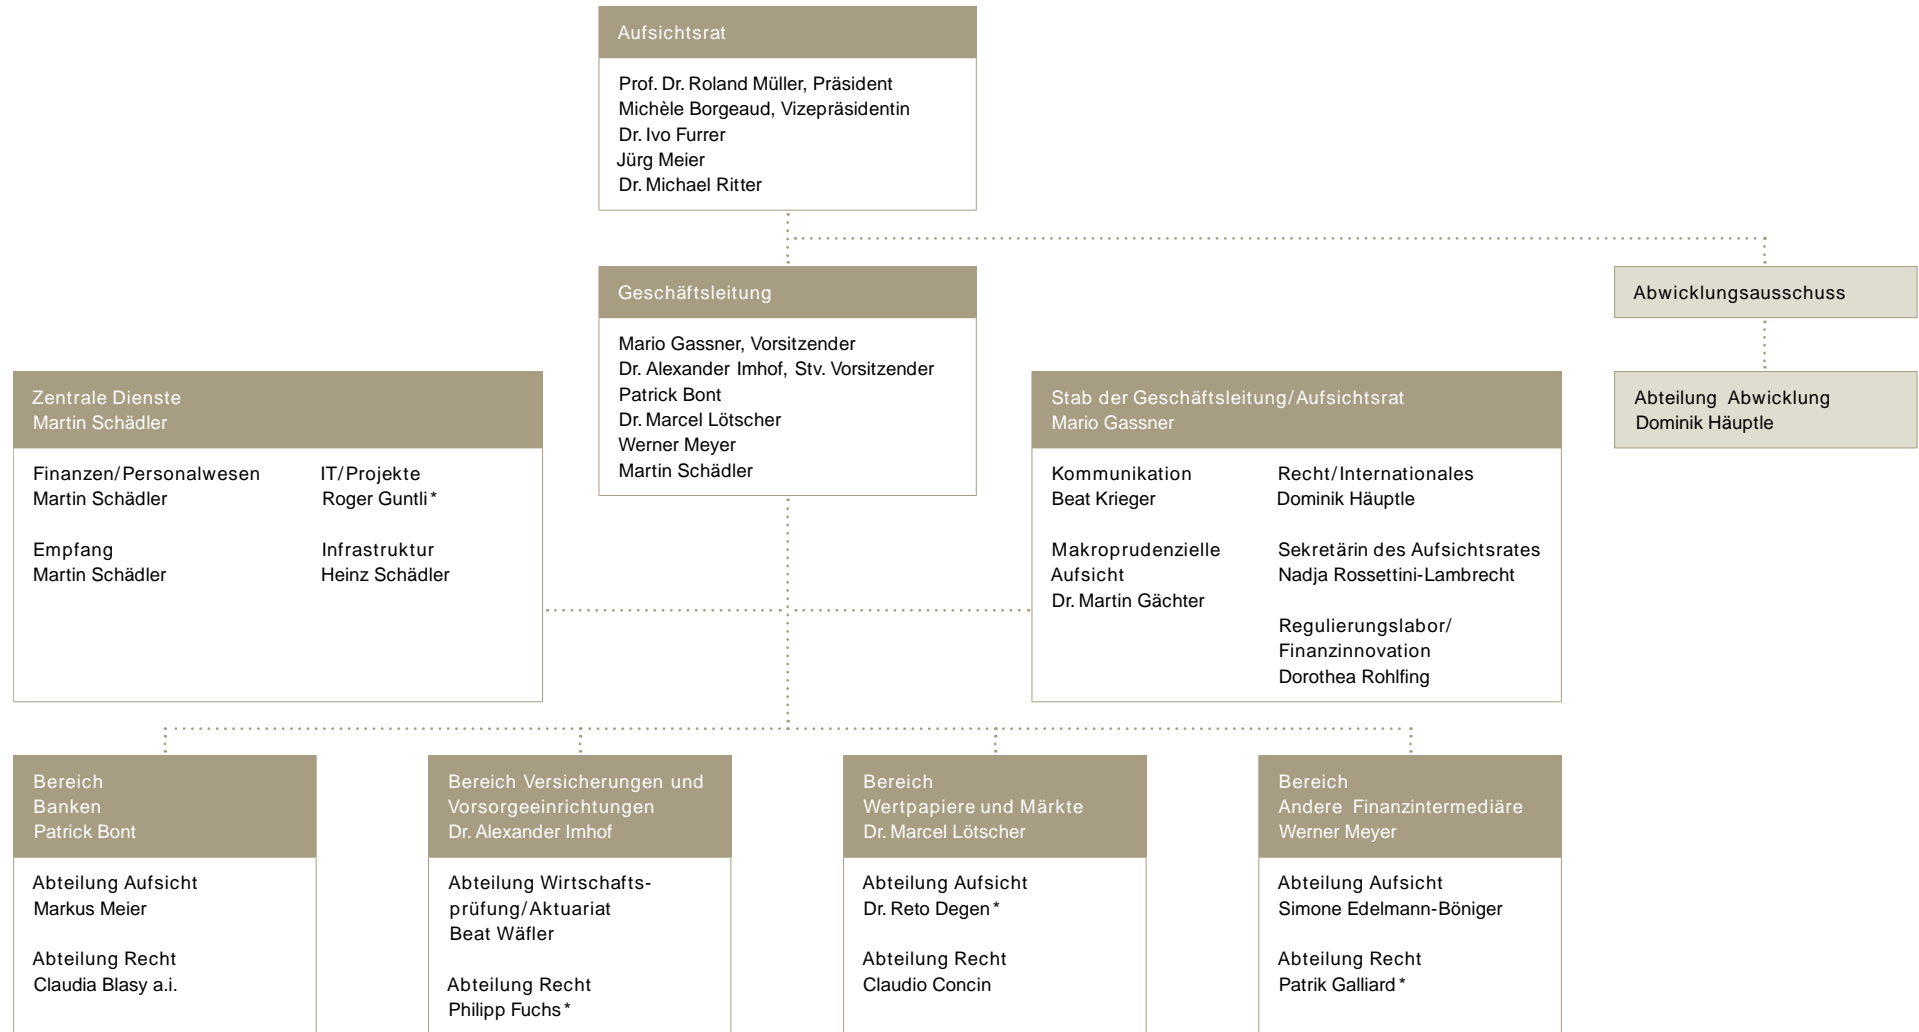 Aufsichtsrat
Prof. Dr. Roland Müller, Präsident
Michèle Borgeaud, Vizepräsidentin
Dr. Ivo Furrer
Jürg Meier
Dr. Michael Ritter
Geschäftsleitung
Mario Gassner, Vorsitzender
Dr. Alexander Imhof, Stv. Vorsitzender
Patrick Bont
Dr. Marcel Lötscher
Werner Meyer
Martin Schädler
Abwicklungsausschuss
Abteilung Abwicklung
Dominik Häuptle
Zentrale Dienste
Martin Schädler
Finanzen/Personalwesen
Martin Schädler
Empfang
Martin Schädler
IT/Projekte
Roger Guntli*
Infrastruktur
Heinz Schädler
Stab der Geschäftsleitung/Aufsichtsrat
Mario Gassner
Kommunikation
Beat Krieger
Makroprudenzielle
Aufsicht
Dr. Martin Gächter
Recht/Internationales
Dominik Häuptle
Sekretärin des Aufsichtsrates
Nadja Rossettini-Lambrecht
Regulierungslabor/
Finanzinnovation
Dorothea Rohlfing
Bereich
Banken
Patrick Bont
Abteilung Aufsicht
Markus Meier
Abteilung Recht
Claudia Blasy a.i.
Bereich Versicherungen und
Vorsorgeeinrichtungen
Dr. Alexander Imhof
Abteilung Wirtschafts-
prüfung/Aktuariat
Beat Wäfler
Abteilung Recht
Philipp Fuchs*
Bereich
Wertpapiere und Märkte
Dr. Marcel Lötscher
Abteilung Aufsicht
Dr. Reto Degen*
Abteilung Recht
Claudio Concin
Bereich
Andere Finanzintermediäre
Werner Meyer
Abteilung Aufsicht
Simone Edelmann-Böniger
Abteilung Recht
Patrik Galliard*